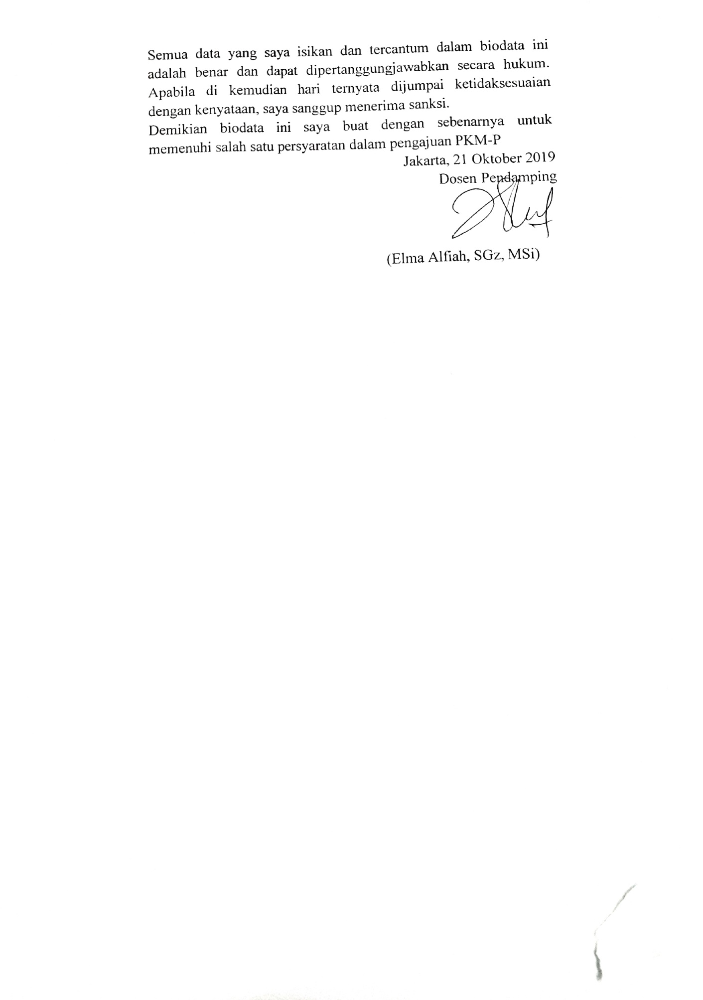 Semua data yang saya isikan dan tercantum dalam biodata ini
adalah benar dan dapat dipertanggungjawabkan secara hukum.
Apabila di kemudian hari ternyata dijumpai ketidaksesuaian
dengan kenyataan, saya sanggup menerima sanksi.
Demikian biodata ini saya buat dengan sebenarnya untuk
memenuhi salah satu persyaratan dalam pengajuan PKM-P
Jakarta, 21 Oktober 2019
Dosen Pendamping
(Elma Alfiah, SGz, MSi)